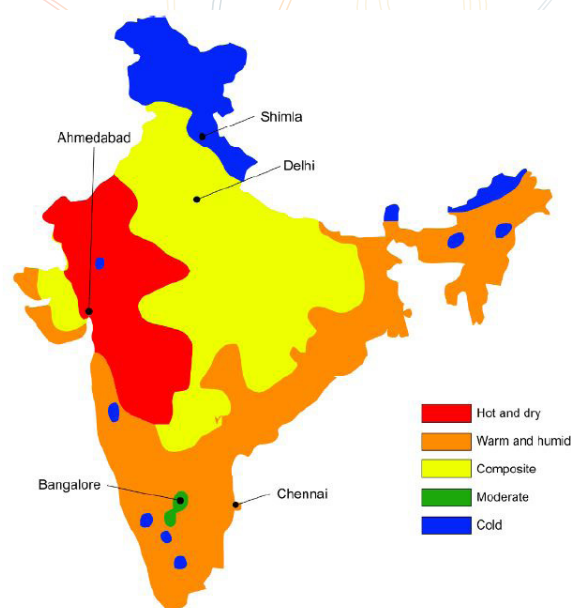 Shimla
Ahmedabad
Delhi
Hot and dry
Warm and humid
Composite
Bangalore
Chennai
Moderate
Cold